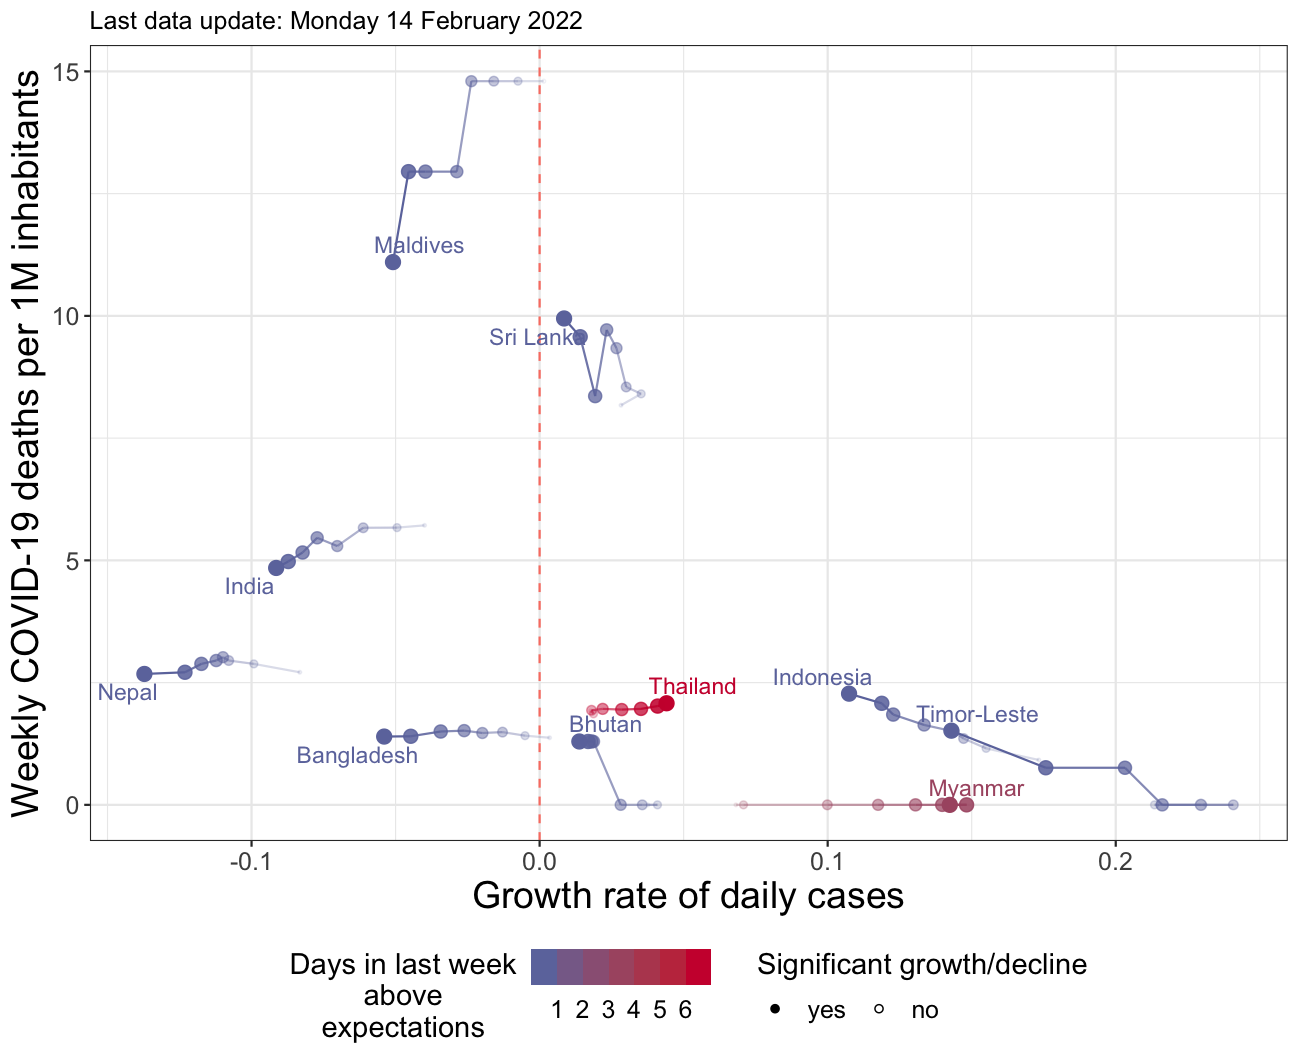 Last data update: Monday 14 February 2022
Weekly COVID-19 deaths per 1M inhabitants
15
10
5
0
Maldives
Sri Lanka
India
Nepal
Bangladesh
Thailand
Bhutan
Indonesia
Timor-Leste
Myanmar
-0.1
0.0
0.1
0.2
Growth rate of daily cases
Days in last week
above
expectations
1 2 3 4 5 6
Significant growth/decline
yes
no